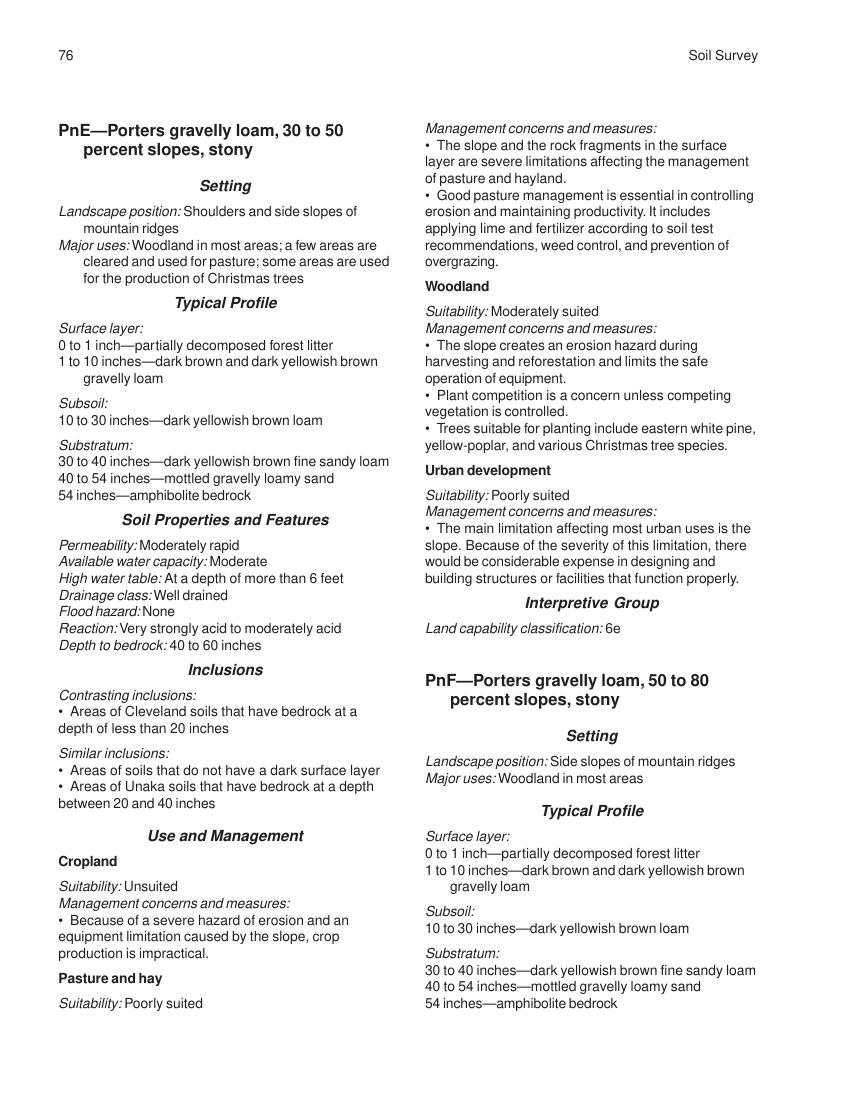 76
Soil Survey
PnE—Porters gravelly loam, 30 to 50
percent slopes, stony
Setting
Landscape position: Shoulders and side slopes of
mountain ridges
Major uses: Woodland in most areas; a few areas are
cleared and used for pasture; some areas are used
for the production of Christmas trees
Typical Profile
Surface layer:
0 to 1 inch—partially decomposed forest litter
1 to 10 inches—dark brown and dark yellowish brown
gravelly loam
Subsoil:
10 to 30 inches—dark yellowish brown loam
Substratum:
30 to 40 inches—dark yellowish brown fine sandy loam
40 to 54 inches—mottled gravelly loamy sand
54 inches—amphibolite bedrock
Soil Properties and Features
Permeability: Moderately rapid
Available water capacity: Moderate
High water table: At a depth of more than 6 feet
Drainage class: Well drained
Flood hazard: None
Reaction: Very strongly acid to moderately acid
Depth to bedrock: 40 to 60 inches
Inclusions
Contrasting inclusions:
• Areas of Cleveland soils that have bedrock at a
depth of less than 20 inches
Similar inclusions:
• Areas of soils that do not have a dark surface layer
• Areas of Unaka soils that have bedrock at a depth
between 20 and 40 inches
Use and Management
Cropland
Suitability: Unsuited
Management concerns and measures:
• Because of a severe hazard of erosion and an
equipment limitation caused by the slope, crop
production is impractical.
Pasture and hay
Suitability: Poorly suited
Management concerns and measures:
• The slope and the rock fragments in the surface
layer are severe limitations affecting the management
of pasture and hayland.
• Good pasture management is essential in controlling
erosion and maintaining productivity. It includes
applying lime and fertilizer according to soil test
recommendations, weed control, and prevention of
overgrazing.
Woodland
Suitability: Moderately suited
Management concerns and measures:
• The slope creates an erosion hazard during
harvesting and reforestation and limits the safe
operation of equipment.
• Plant competition is a concern unless competing
vegetation is controlled.
• Trees suitable for planting include eastern white pine,
yellow-poplar, and various Christmas tree species.
Urban development
Suitability: Poorly suited
Management concerns and measures:
• The main limitation affecting most urban uses is the
slope. Because of the severity of this limitation, there
would be considerable expense in designing and
building structures or facilities that function properly.
Interpretive Group
Land capability classification: 6e
PnF—Porters gravelly loam, 50 to 80
percent slopes, stony
Setting
Landscape position: Side slopes of mountain ridges
Major uses: Woodland in most areas
Typical Profile
Surface layer:
0 to 1 inch—partially decomposed forest litter
1 to 10 inches—dark brown and dark yellowish brown
gravelly loam
Subsoil:
10 to 30 inches—dark yellowish brown loam
Substratum:
30 to 40 inches—dark yellowish brown fine sandy loam
40 to 54 inches—mottled gravelly loamy sand
54 inches—amphibolite bedrock